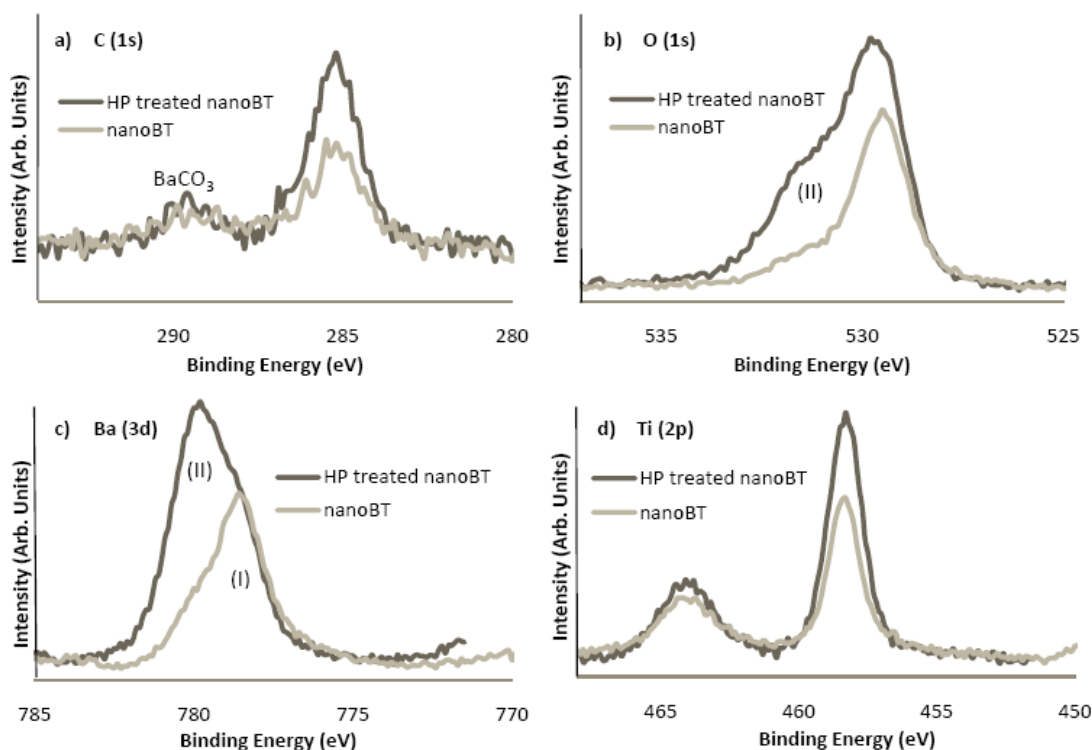 a) C (1s)
Intensity (Arb. Units)
HP treated nanoBT
nanoBT
BaCO3
290 285 280
Binding Energy (eV)
b) O (1s)
Intensity (Arb. Units)
HP treated nanoBT
nanoBT
(II)
535 530 525
Binding Energy (eV)
c) Ba (3d)
Intensity (Arb. Units)
HP treated nanoBT
nanoBT
(II)
(I)
785 780 775 770
Binding Energy (eV)
d) Ti (2p)
Intensity (Arb. Units)
HP treated nanoBT
nanoBT
465 460 455 450
Binding Energy (eV)